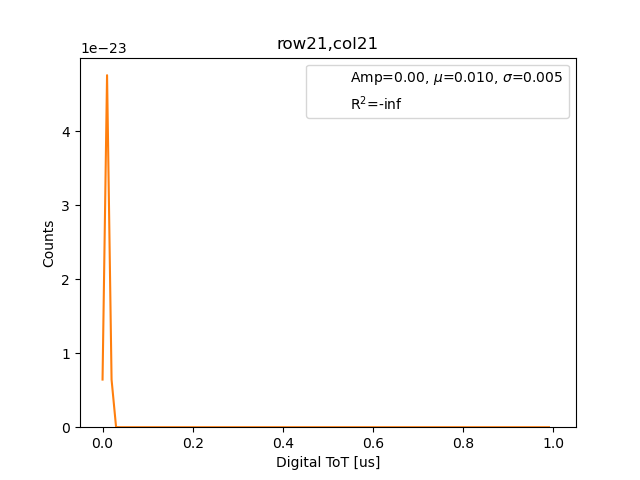 row21,col21
1e−23
Amp=0.00, μ=0.010, σ=0.005
R²=-inf
4
3
2
1
0
Counts
0.0 0.2 0.4 0.6 0.8 1.0
Digital ToT [us]